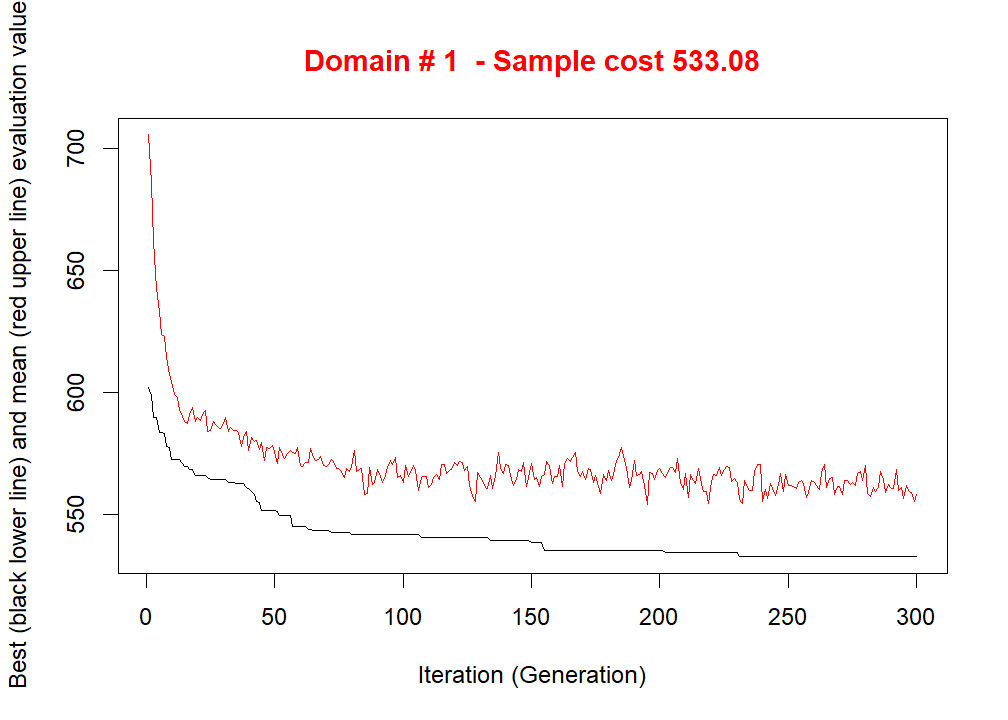 Domain # 1  - Sample cost 533.08
Best (black lower line) and mean (red upper line) evaluation value
700
650
600
550
0 50 100 150 200 250 300
Iteration (Generation)